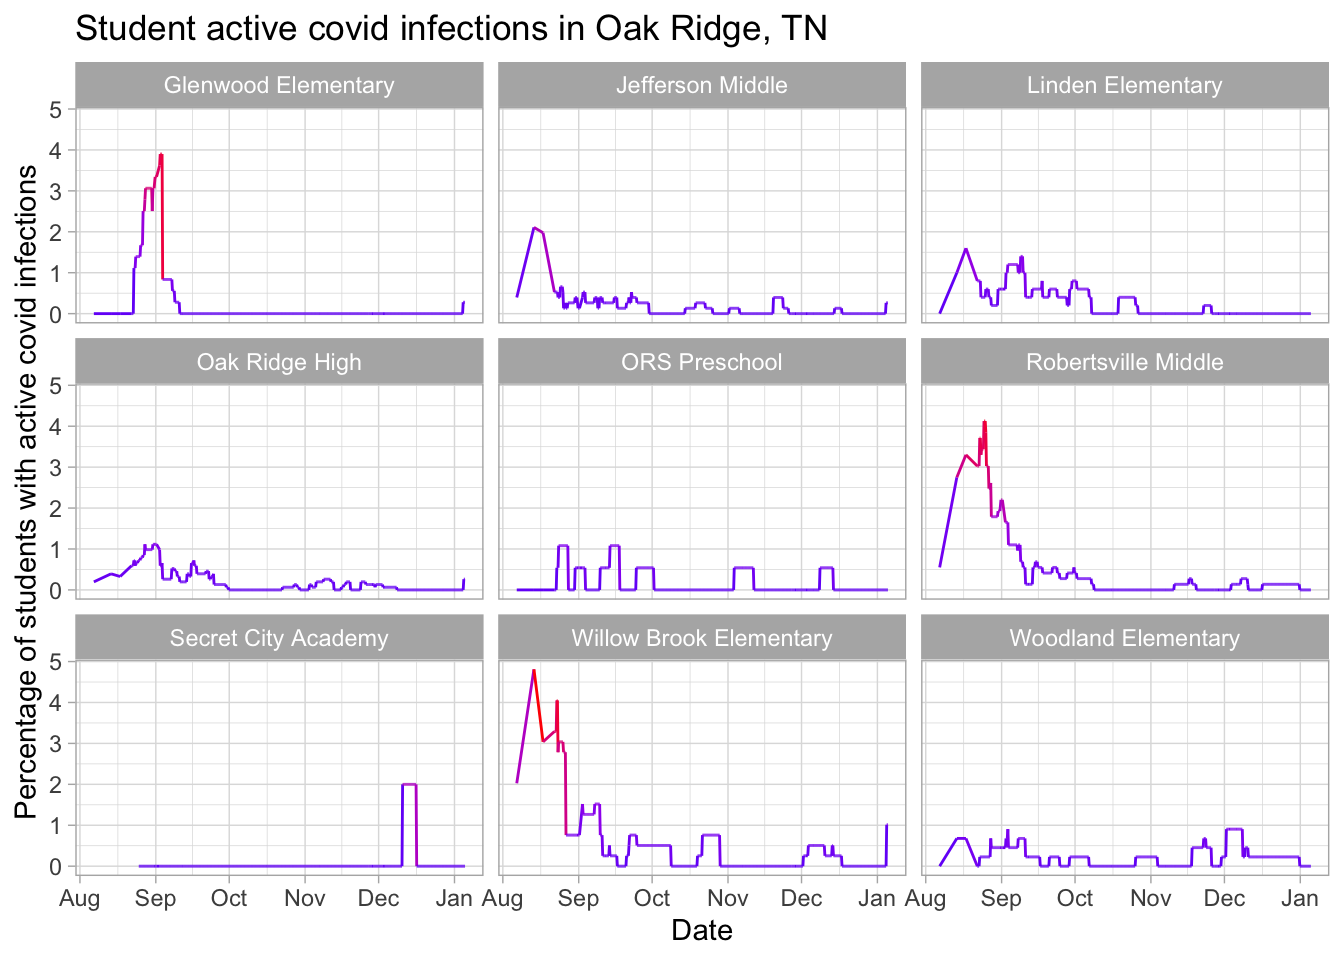 Student active covid infections in Oak Ridge, TN
Glenwood Elementary
Jefferson Middle
Linden Elementary
5
4
3
2
1
0
Oak Ridge High
ORS Preschool
Robertsville Middle
5
4
3
2
1
0
Secret City Academy
Willow Brook Elementary
Woodland Elementary
5
4
3
2
1
0
Percentage of students with active covid infections
Aug Sep Oct Nov Dec Jan
Aug Sep Oct Nov Dec Jan
Aug Sep Oct Nov Dec Jan
Date